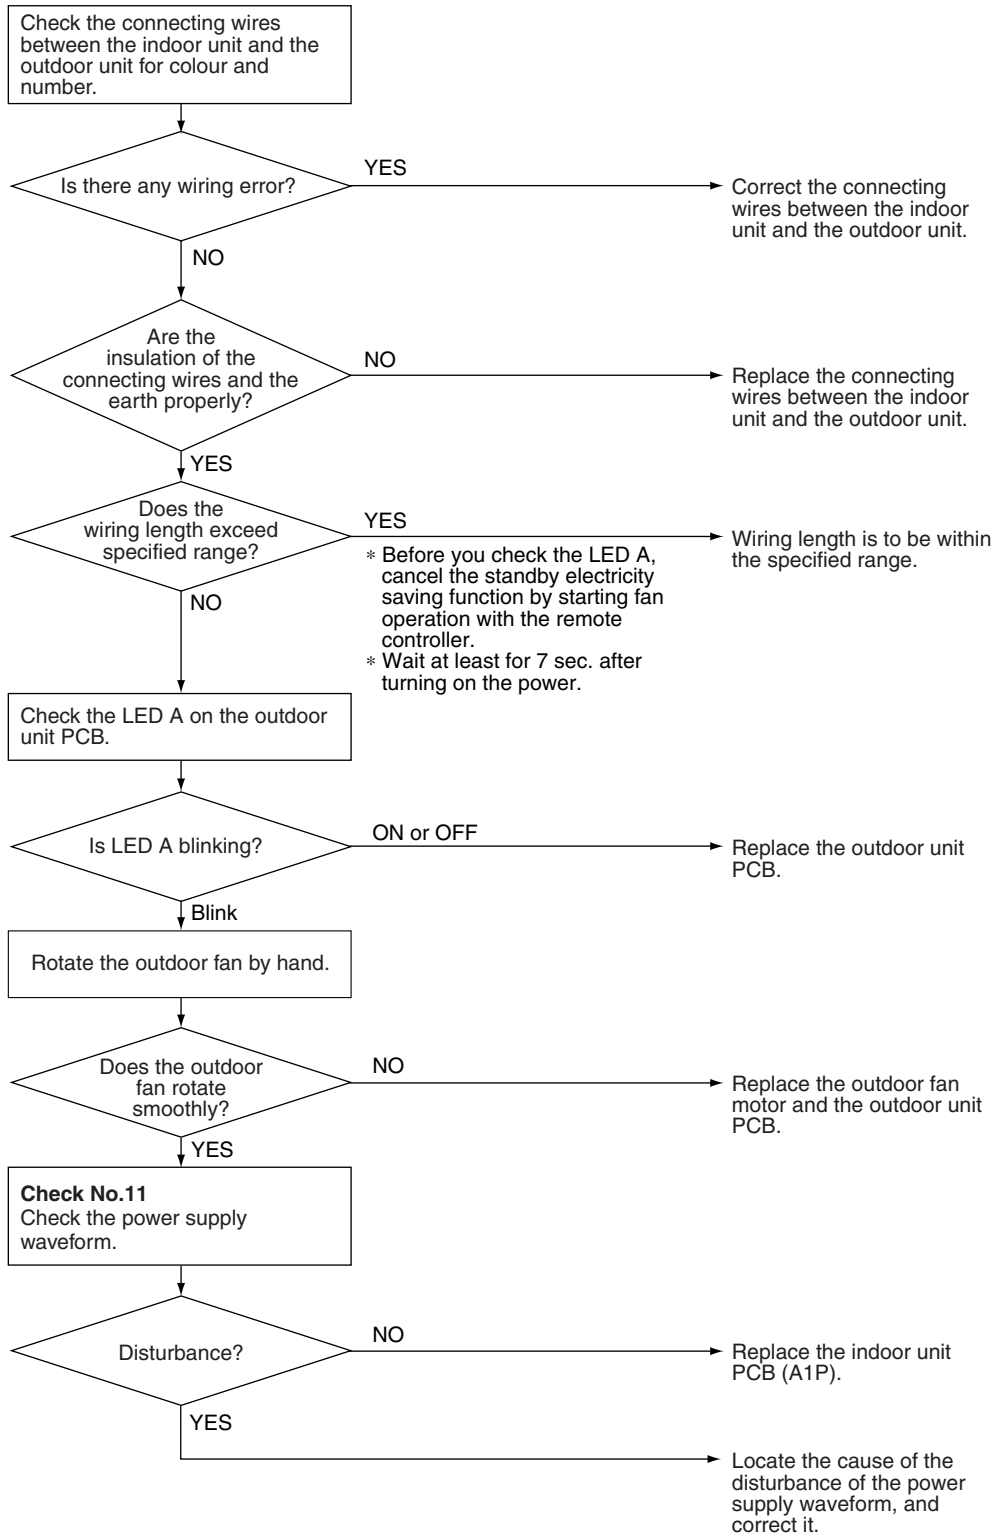 Check the connecting wires
between the indoor unit and the
outdoor unit for colour and
number.
Is there any wiring error?
YES
Correct the connecting
wires between the indoor
unit and the outdoor unit.
NO
Are the
insulation of the
connecting wires and the
earth properly?
NO
Replace the connecting
wires between the indoor
unit and the outdoor unit.
YES
Does the
wiring length exceed
specified range?
YES
Wiring length is to be within
the specified range.
* Before you check the LED A,
cancel the standby electricity
saving function by starting fan
operation with the remote
controller.
* Wait at least for 7 sec. after
turning on the power.
NO
Check the LED A on the outdoor
unit PCB.
Is LED A blinking?
ON or OFF
Replace the outdoor unit
PCB.
Blink
Rotate the outdoor fan by hand.
Does the outdoor
fan rotate
smoothly?
NO
Replace the outdoor fan
motor and the outdoor unit
PCB.
YES
Check No.11
Check the power supply
waveform.
Disturbance?
NO
Replace the indoor unit
PCB (A1P).
YES
Locate the cause of the
disturbance of the power
supply waveform, and
correct it.